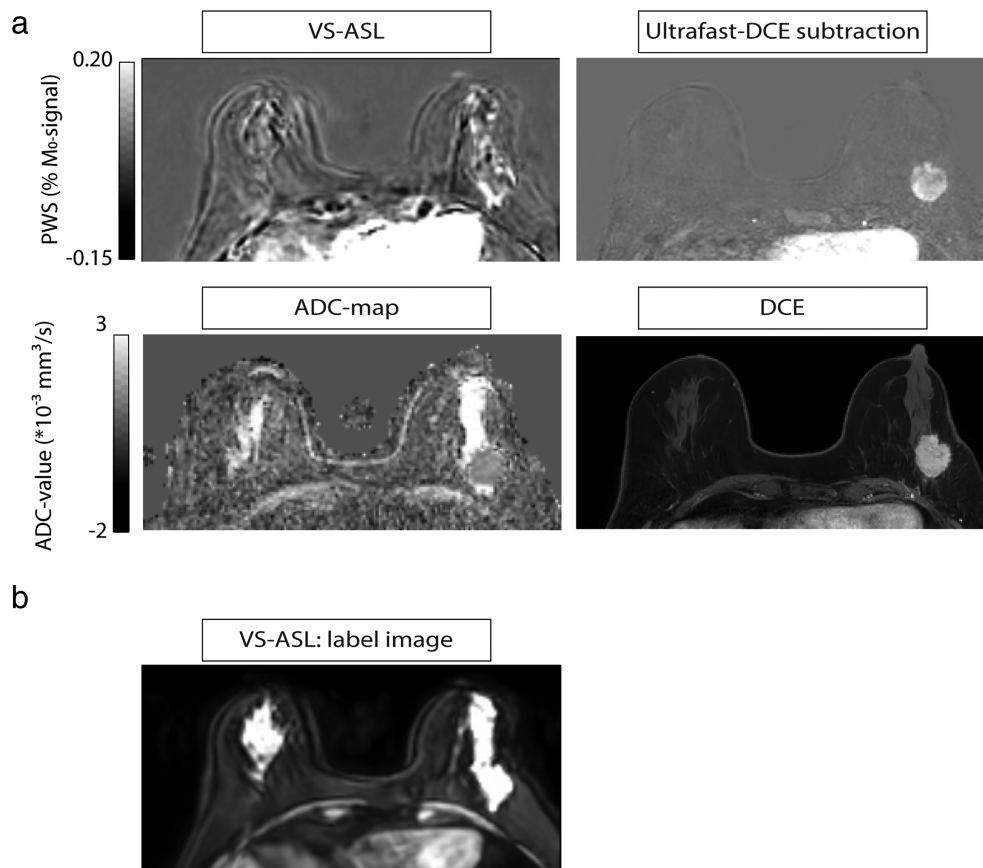 a
VS-ASL
Ultrafast-DCE subtraction
0.20
PWS (% M₀-signal)
-0.15
ADC-map
DCE
3
ADC-value (*10⁻³ mm³/s)
-2
b
VS-ASL: label image